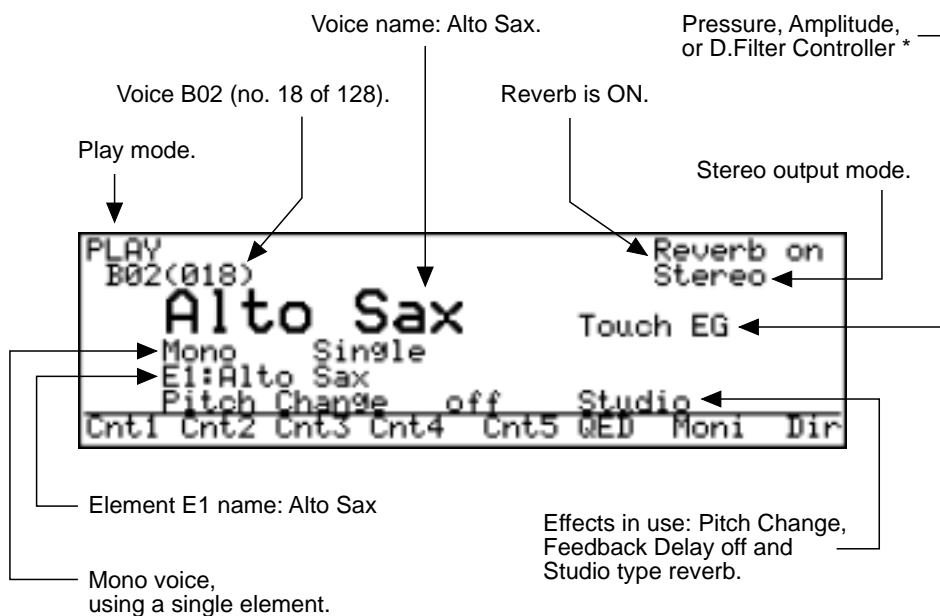 Voice name: Alto Sax.
Pressure, Amplitude,
or D.Filter Controller *
Voice B02 (no. 18 of 128).
Reverb is ON.
Play mode.
Stereo output mode.
PLAY
Reverb on
B02(018)
Stereo
Alto Sax
Touch EG
Mono Single
E1:Alto Sax
Pitch Change off Studio
Cnt1 Cnt2 Cnt3 Cnt4 Cnt5 QED Moni Dir
Element E1 name: Alto Sax
Effects in use: Pitch Change,
Feedback Delay off and
Studio type reverb.
Mono voice,
using a single element.